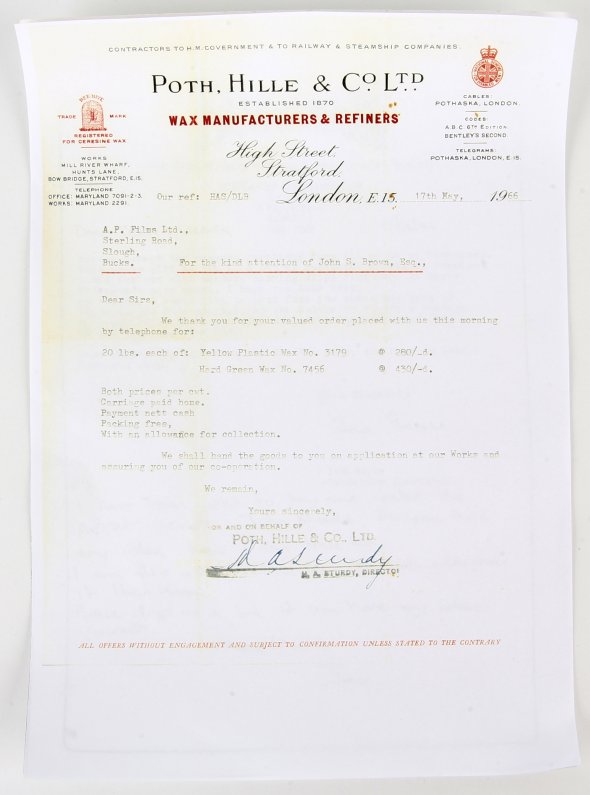 CONTRACTORS TO H.M. GOVERNMENT & TO RAILWAY & STEAMSHIP COMPANIES.
POTH, HILLE & CO. LTD
ESTABLISHED 1870
WAX MANUFACTURERS & REFINERS
BEE HIVE
TRADE MARK
REGISTERED
FOR CERESINE WAX
WORKS
MILL RIVER WHARF,
HUNTS LANE,
BOW BRIDGE, STRATFORD, E.15.
TELEPHONE
OFFICE: MARYLAND 7091-2-3.
WORKS: MARYLAND 2291.
CABLES:
POTHASKA, LONDON.
CODES:
A.B.C. 6TH EDITION.
BENTLEY'S SECOND.
TELEGRAMS:
POTHASKA, LONDON, E.15.
High Street,
Stratford,
Our ref: HAS/DLB London, E.15. 17th May, 1966
A.P. Films Ltd.,
Sterling Road,
Slough,
Bucks. For the kind attention of John S. Brown, Esq.,
Dear Sirs,
We thank you for your valued order placed with us this morning
by telephone for:
20 lbs. each of: Yellow Plastic Wax No. 3179 @ 280/-d.
Hard Green Wax No. 7456 @ 430/-d.
Both prices per cwt.
Carriage paid home.
Payment nett cash
Packing free,
With an allowance for collection.
We shall hand the goods to you on application at our Works and
assuring you of our co-operation.
We remain,
Yours sincerely,
FOR AND ON BEHALF OF
POTH, HILLE & CO., LTD.
H A Sturdy
H. A. STURDY, DIRECTOR
ALL OFFERS WITHOUT ENGAGEMENT AND SUBJECT TO CONFIRMATION UNLESS STATED TO THE CONTRARY